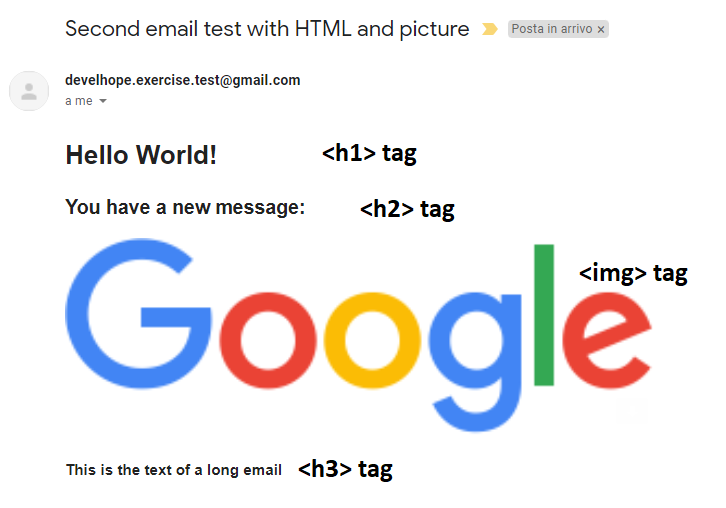 Second email test with HTML and picture Posta in arrivo ×
develhope.exercise.test@gmail.com
a me
Hello World! <h1> tag
You have a new message: <h2> tag
Google <img> tag
This is the text of a long email <h3> tag